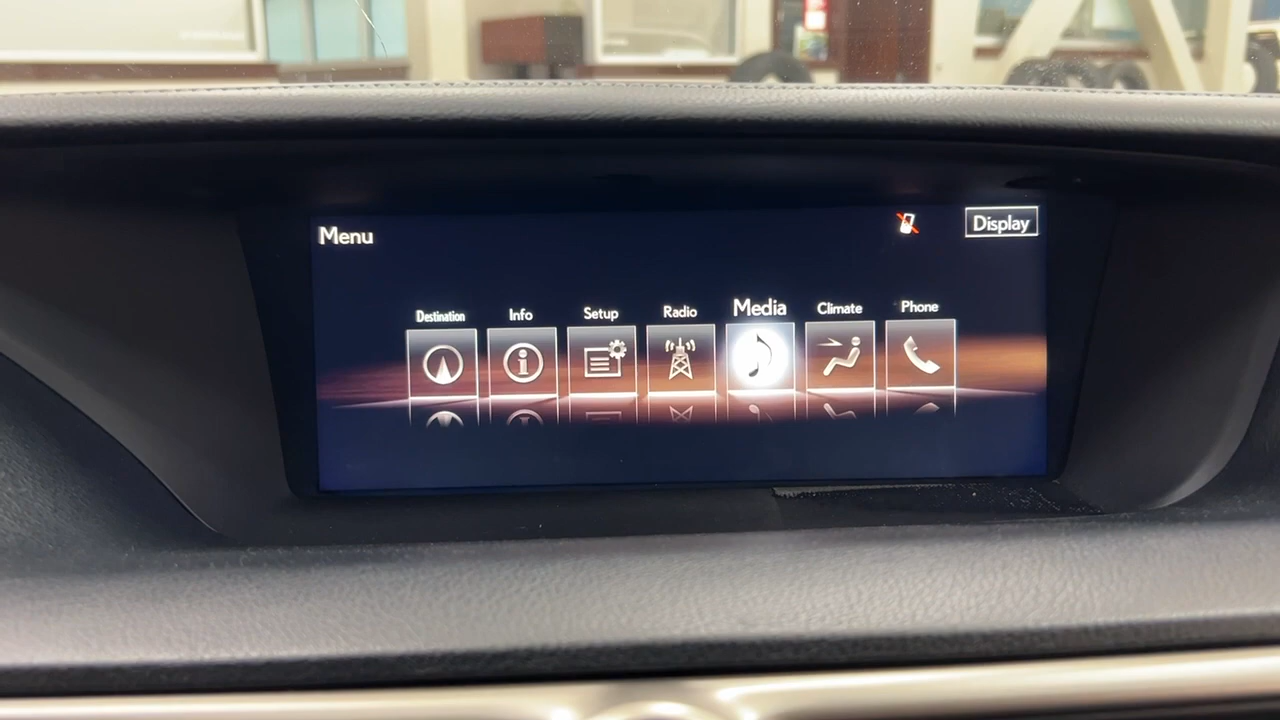 Menu
Display
Destination
Info
Setup
Radio
Media
Climate
Phone